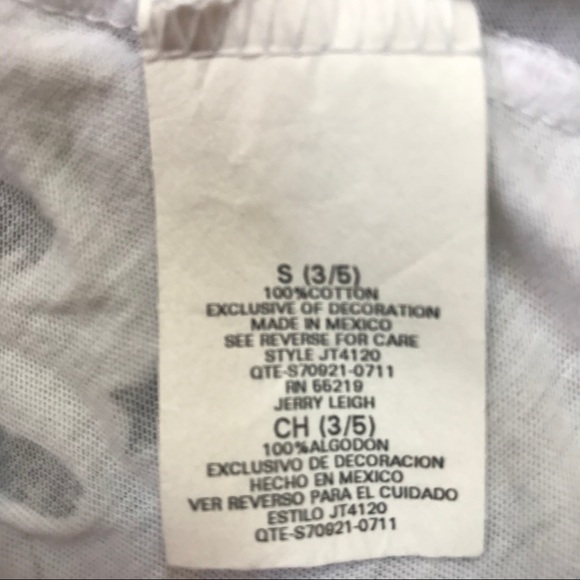 S (3/5)
100%COTTON
EXCLUSIVE OF DECORATION
MADE IN MEXICO
SEE REVERSE FOR CARE
STYLE JT4120
QTE-S70921-0711
RN 55219
JERRY LEIGH
CH (3/5)
100%ALGODON
EXCLUSIVO DE DECORACION
HECHO EN MEXICO
VER REVERSO PARA EL CUIDADO
ESTILO JT4120
QTE-S70921-0711